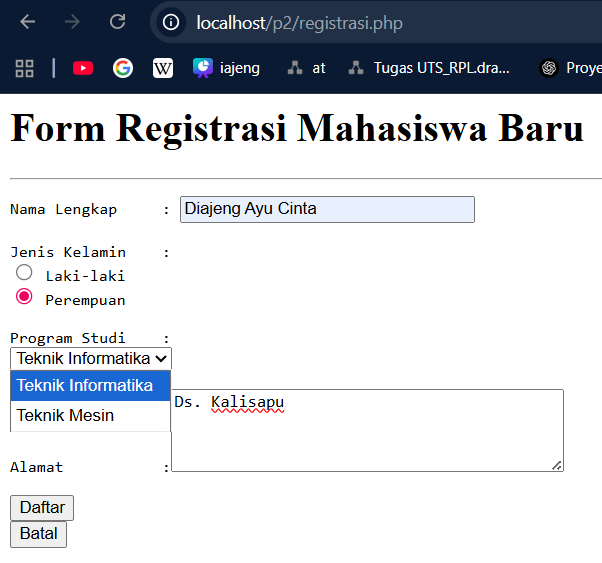 localhost/p2/registrasi.php
iajeng
at
Tugas UTS_RPL.dra...
Proye
Form Registrasi Mahasiswa Baru
Nama Lengkap : Diajeng Ayu Cinta
Jenis Kelamin :
Laki-laki
Perempuan
Program Studi :
Teknik Informatika
Teknik Informatika
Teknik Mesin
Ds. Kalisapu
Alamat :
Daftar
Batal